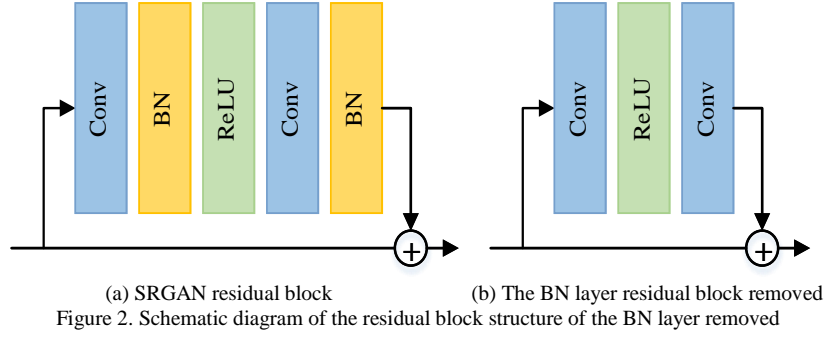 Conv
BN
ReLU
Conv
BN
+
Conv
ReLU
Conv
+
(a) SRGAN residual block
(b) The BN layer residual block removed
Figure 2. Schematic diagram of the residual block structure of the BN layer removed